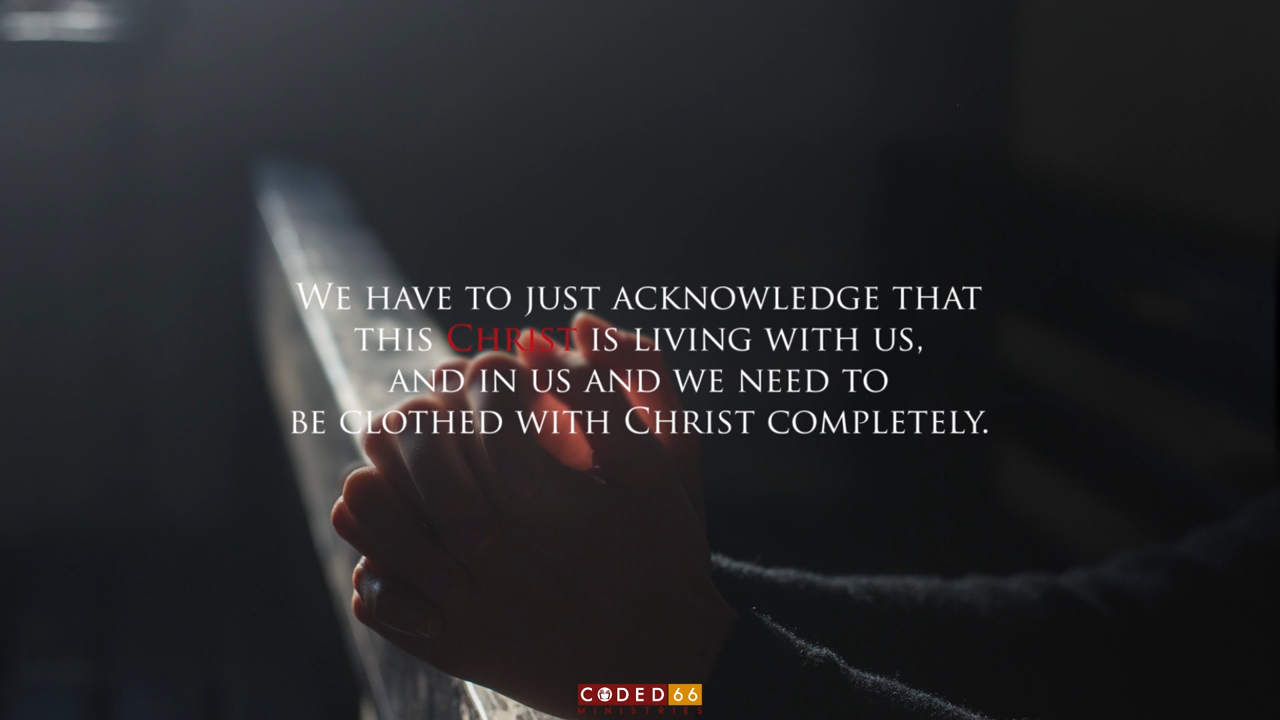 We have to just acknowledge that
this Christ is living with us,
and in us and we need to
be clothed with Christ completely.
CODED 66
MINISTRIES